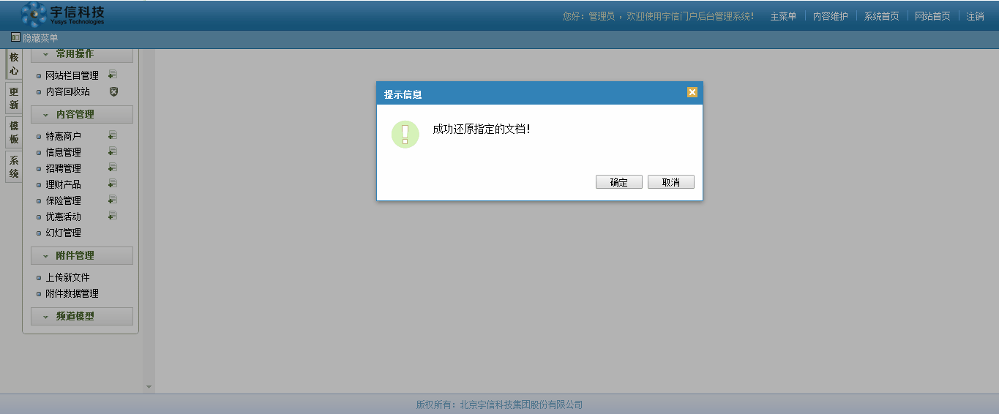 宇信科技
Yusys Technologies
您好：管理员 ，欢迎使用宇信门户后台管理系统！
主菜单
内容维护
系统首页
网站首页
注销
隐藏菜单
核心
更新
模板
系统
常用操作
网站栏目管理
内容回收站
内容管理
特惠商户
信息管理
招聘管理
理财产品
保险管理
优惠活动
幻灯管理
附件管理
上传新文件
附件数据管理
频道模型
提示信息
成功还原指定的文档！
确定
取消
版权所有：北京宇信科技集团股份有限公司